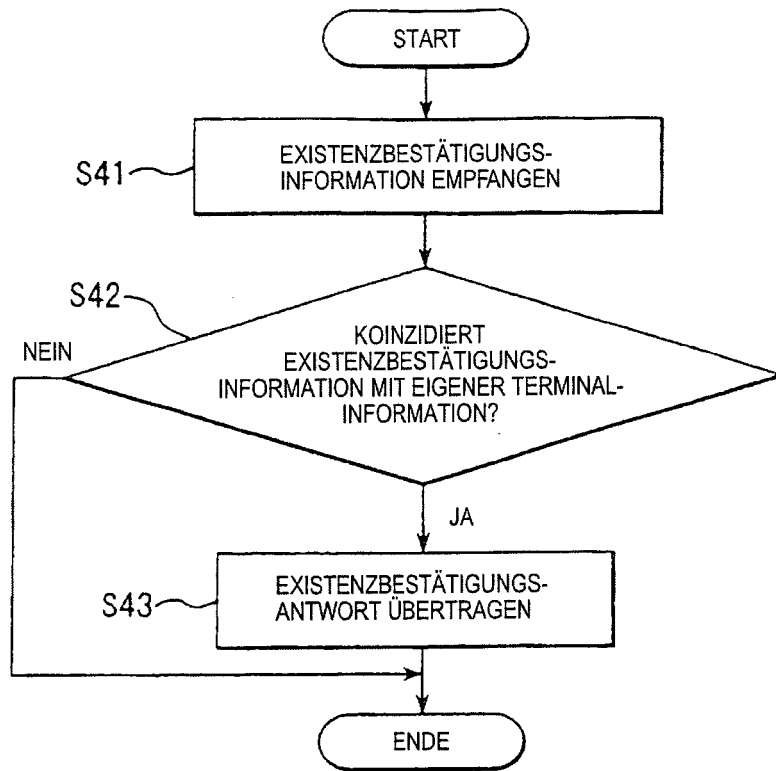 START
S41
EXISTENZBESTÄTIGUNGS-
INFORMATION EMPFANGEN
S42
NEIN
KOINZIDIERT
EXISTENZBESTÄTIGUNGS-
INFORMATION MIT EIGENER TERMINAL-
INFORMATION?
JA
S43
EXISTENZBESTÄTIGUNGS-
ANTWORT ÜBERTRAGEN
ENDE